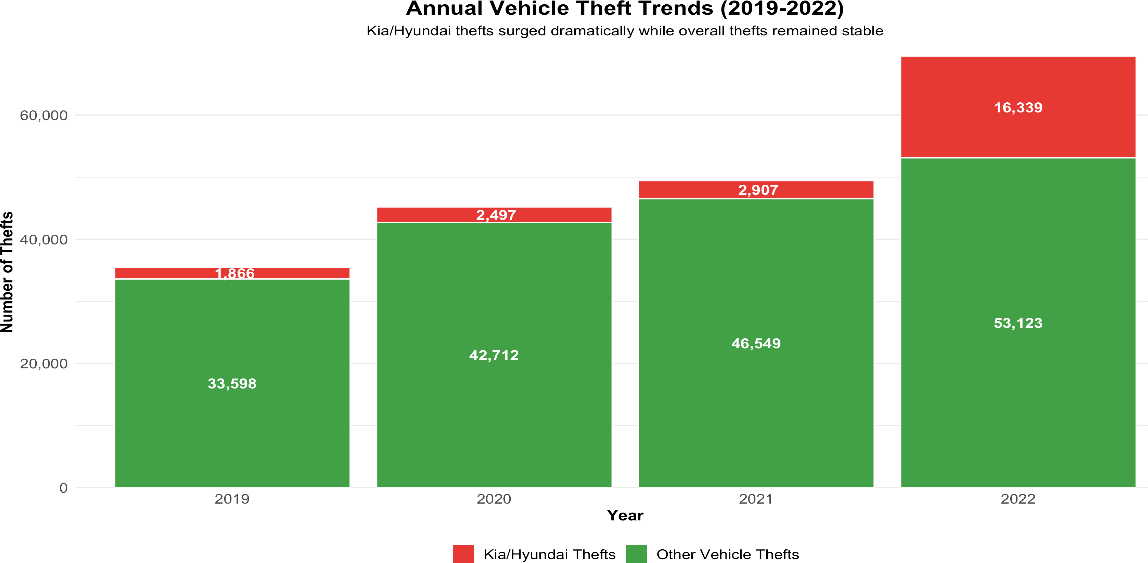 Annual Vehicle Theft Trends (2019-2022)
Kia/Hyundai thefts surged dramatically while overall thefts remained stable
Number of Thefts
60,000
40,000
20,000
0
1,866
33,598
2,497
42,712
2,907
46,549
16,339
53,123
2019
2020
2021
2022
Year
Kia/Hyundai Thefts
Other Vehicle Thefts